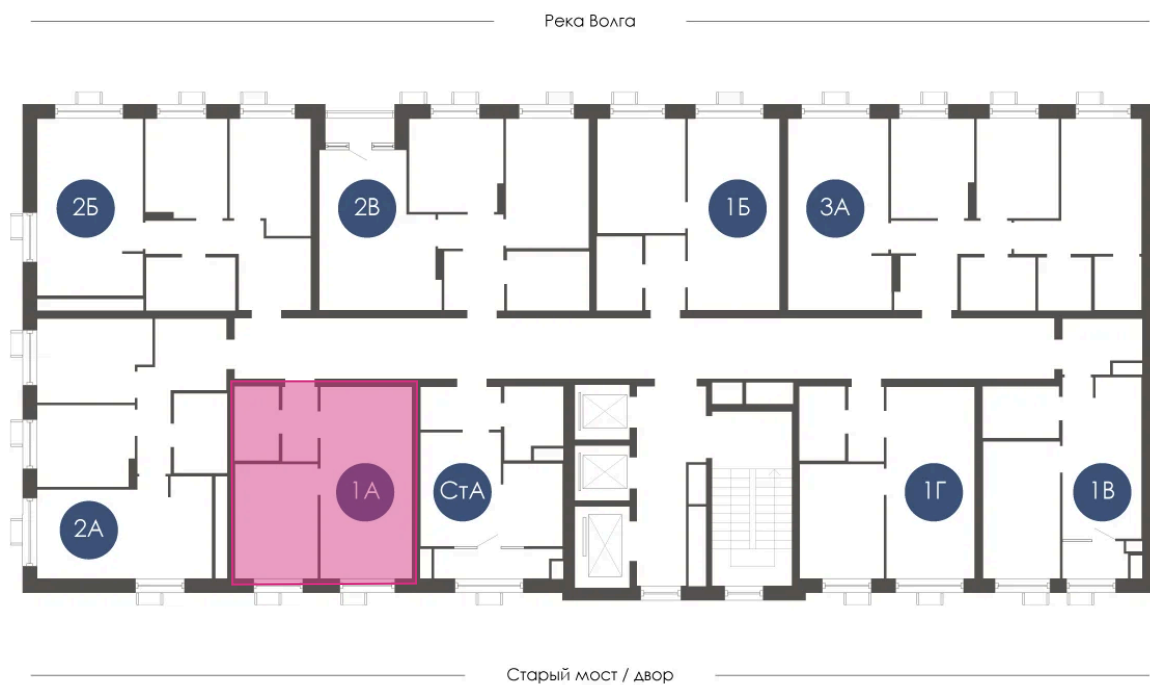 Река Волга
2Б
2В
1Б
3А
2А
1А
СтА
1Г
1В
Старый мост / двор